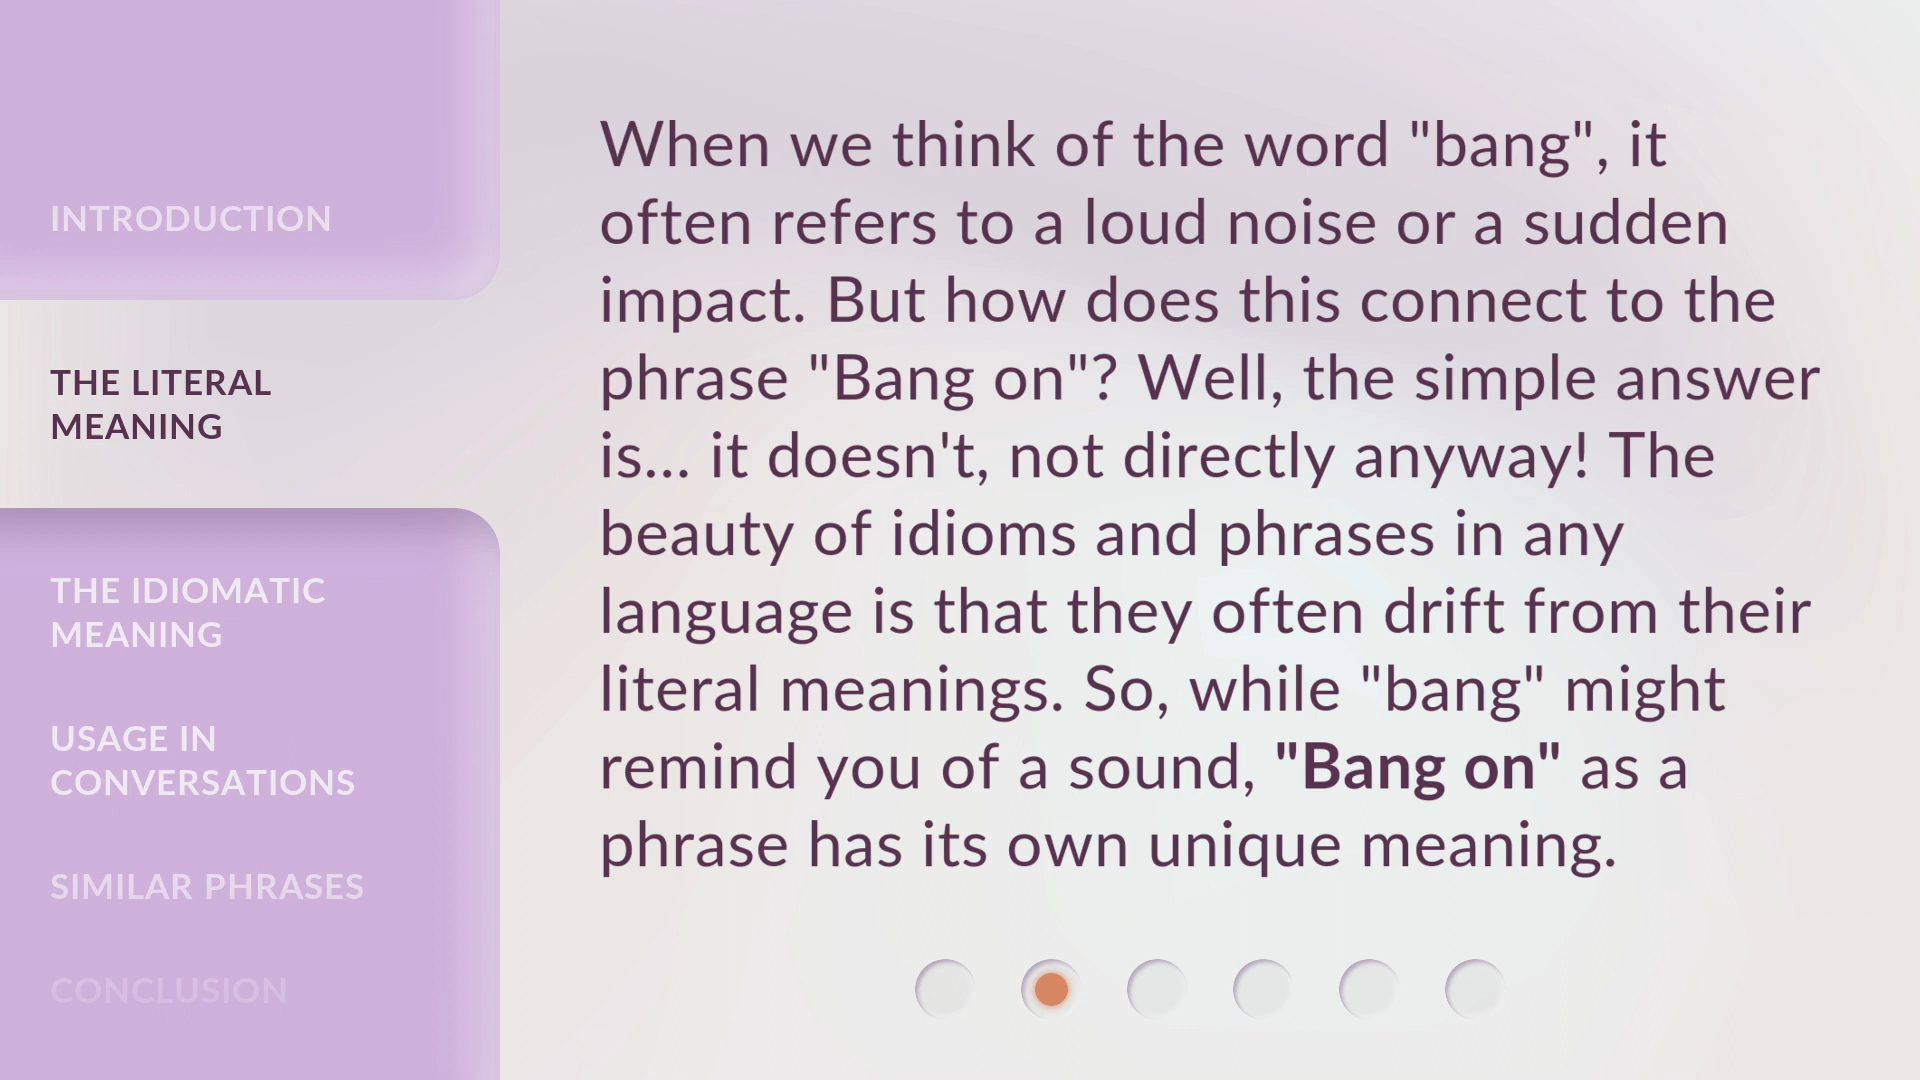 INTRODUCTION
THE LITERAL
MEANING
THE IDIOMATIC
MEANING
USAGE IN
CONVERSATIONS
SIMILAR PHRASES
CONCLUSION
When we think of the word "bang", it
often refers to a loud noise or a sudden
impact. But how does this connect to the
phrase "Bang on"? Well, the simple answer
is... it doesn't, not directly anyway! The
beauty of idioms and phrases in any
language is that they often drift from their
literal meanings. So, while "bang" might
remind you of a sound, "Bang on" as a
phrase has its own unique meaning.